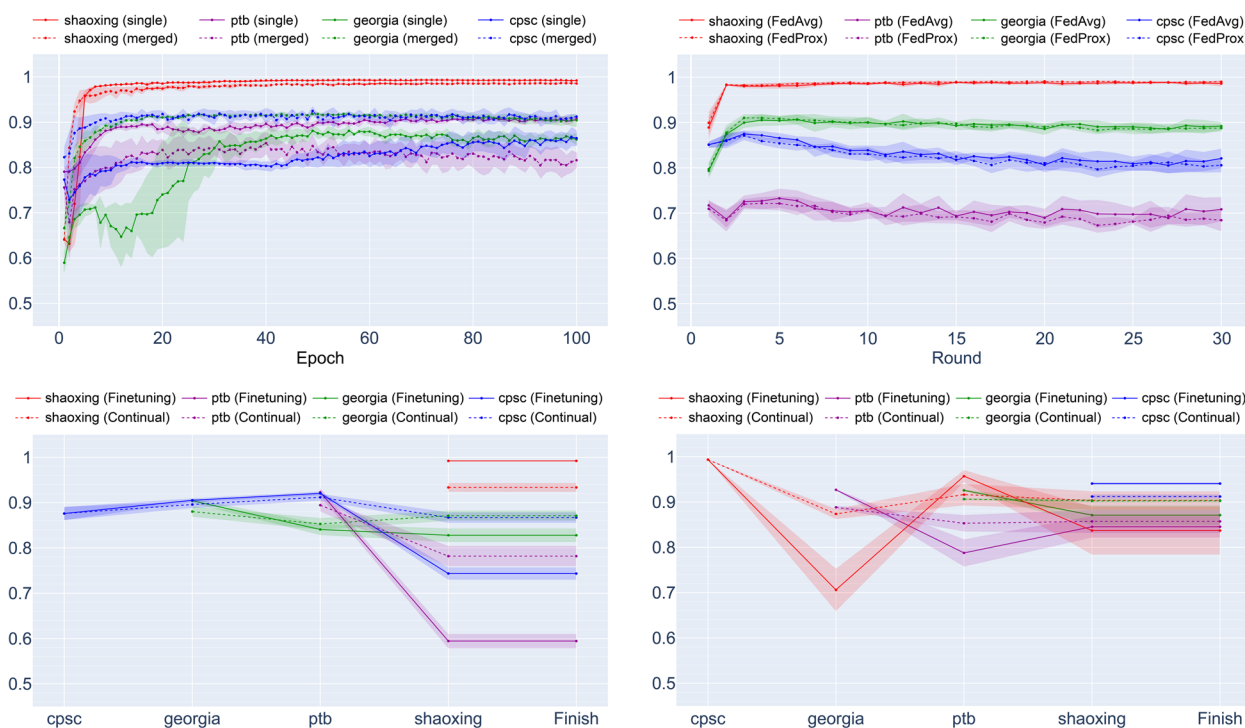 shaoxing (single) ptb (single) georgia (single) cpsc (single)
shaoxing (merged) ptb (merged) georgia (merged) cpsc (merged)
1
0.9
0.8
0.7
0.6
0.5
0 20 40 60 80 100
Epoch
shaoxing (FedAvg) ptb (FedAvg) georgia (FedAvg) cpsc (FedAvg)
shaoxing (FedProx) ptb (FedProx) georgia (FedProx) cpsc (FedProx)
1
0.9
0.8
0.7
0.6
0.5
0 5 10 15 20 25 30
Round
shaoxing (Finetuning) ptb (Finetuning) georgia (Finetuning) cpsc (Finetuning)
shaoxing (Continual) ptb (Continual) georgia (Continual) cpsc (Continual)
1
0.9
0.8
0.7
0.6
0.5
cpsc georgia ptb shaoxing Finish
shaoxing (Finetuning) ptb (Finetuning) georgia (Finetuning) cpsc (Finetuning)
shaoxing (Continual) ptb (Continual) georgia (Continual) cpsc (Continual)
1
0.9
0.8
0.7
0.6
0.5
cpsc georgia ptb shaoxing Finish